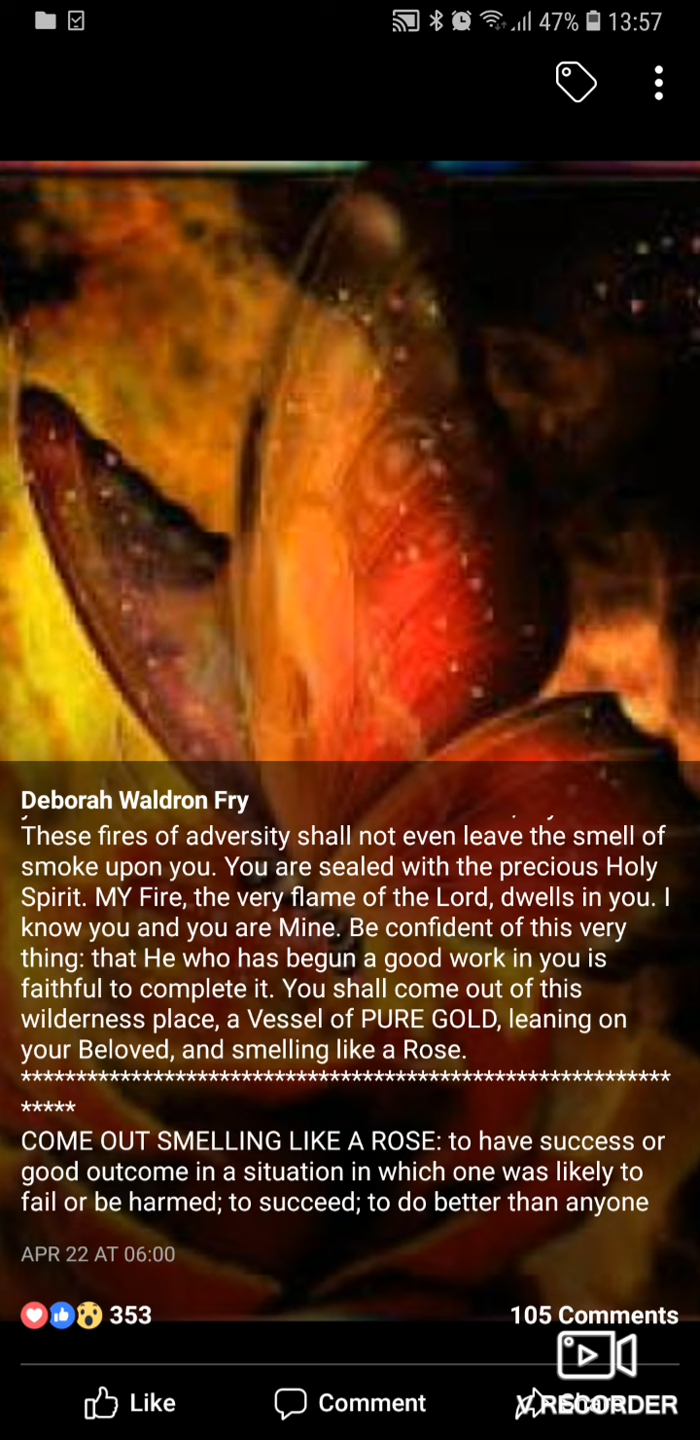 47% 13:57
Deborah Waldron Fry
These fires of adversity shall not even leave the smell of
smoke upon you. You are sealed with the precious Holy
Spirit. MY Fire, the very flame of the Lord, dwells in you. I
know you and you are Mine. Be confident of this very
thing: that He who has begun a good work in you is
faithful to complete it. You shall come out of this
wilderness place, a Vessel of PURE GOLD, leaning on
your Beloved, and smelling like a Rose.
***********************************************************
*****
COME OUT SMELLING LIKE A ROSE: to have success or
good outcome in a situation in which one was likely to
fail or be harmed; to succeed; to do better than anyone
APR 22 AT 06:00
353 105 Comments
Like Comment Share
V.RECORDER